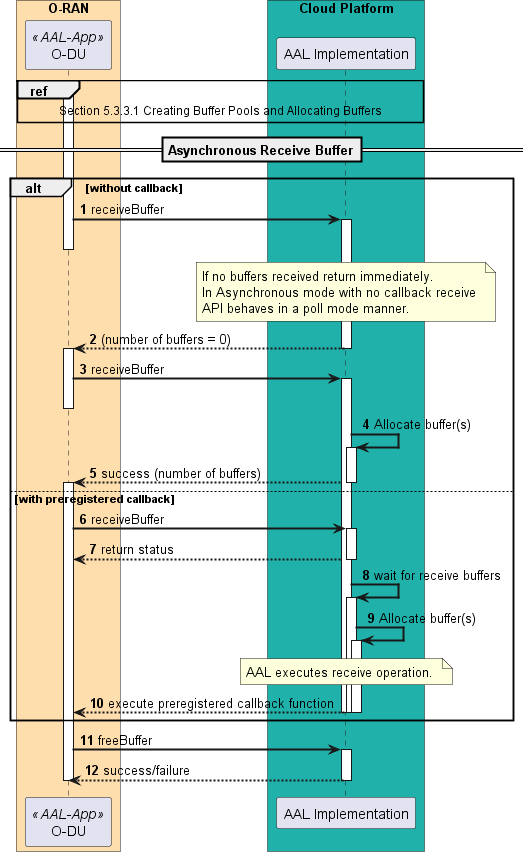 O-RAN
Cloud Platform
« AAL-App»
O-DU
AAL Implementation
ref
Section 5.3.3.1 Creating Buffer Pools and Allocating Buffers
Asynchronous Receive Buffer
alt [without callback]
1 receiveBuffer
If no buffers received return immediately.
In Asynchronous mode with no callback receive
API behaves in a poll mode manner.
2 (number of buffers = 0)
3 receiveBuffer
4 Allocate buffer(s)
5 success (number of buffers)
[with preregistered callback]
6 receiveBuffer
7 return status
8 wait for receive buffers
9 Allocate buffer(s)
AAL executes receive operation.
10 execute preregistered callback function
11 freeBuffer
12 success/failure
« AAL-App»
O-DU
AAL Implementation